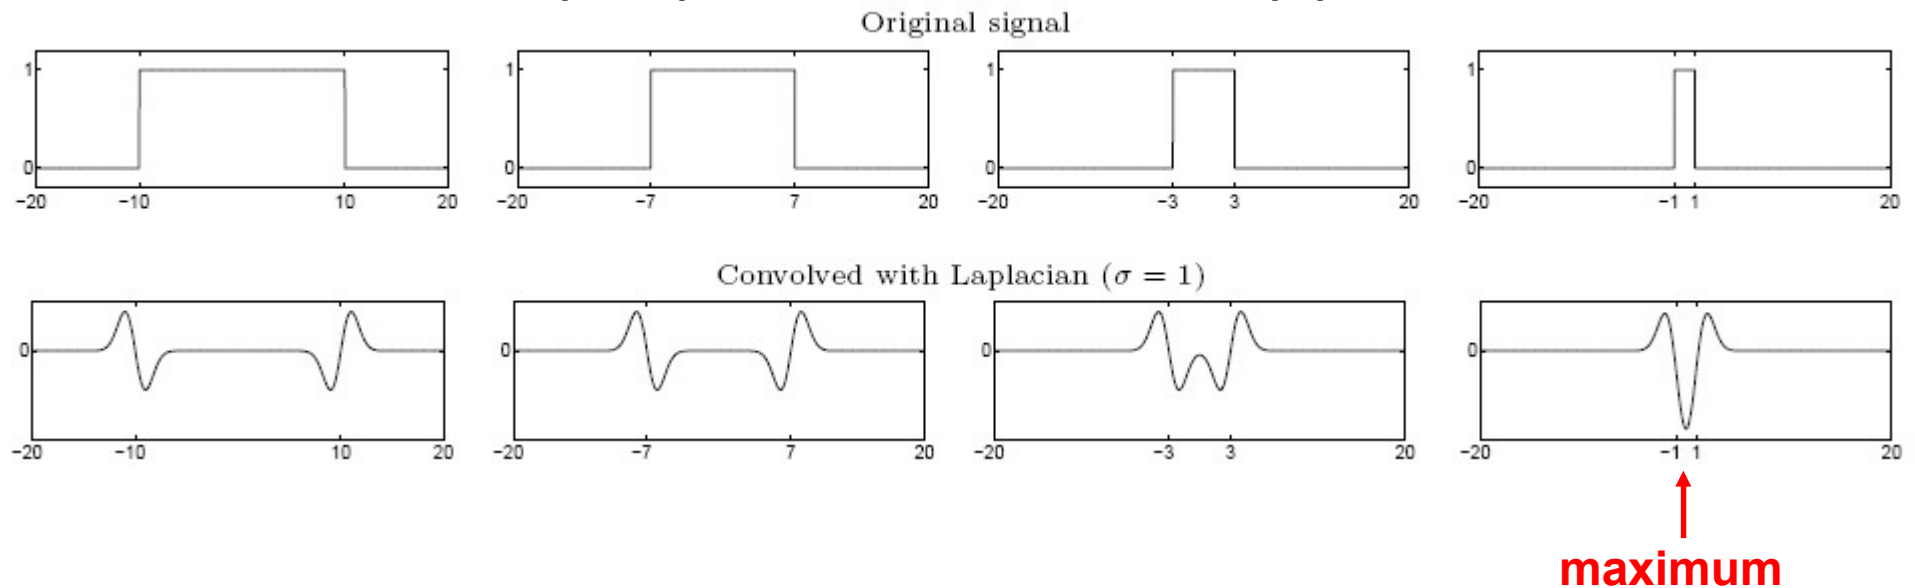 Original signal
1 1 1 1
0 0 0 0
−20 −10 10 20 −20 −7 7 20 −20 −3 3 20 −20 −1 1 20
Convolved with Laplacian (σ = 1)
0 0 0 0
−20 −10 10 20 −20 −7 7 20 −20 −3 3 20 −20 −1 1 20
maximum